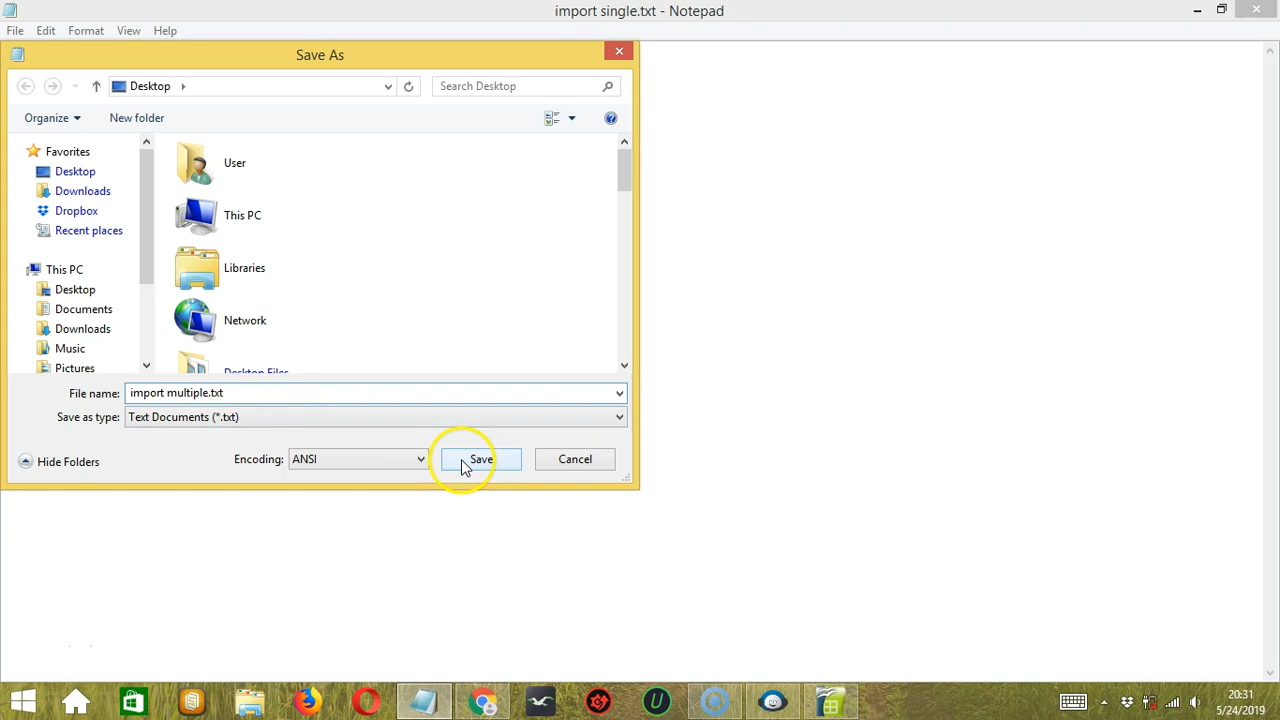 import single.txt - Notepad
File Edit Format View Help
Save As
Desktop
Search Desktop
Organize New folder
Favorites
Desktop
Downloads
Dropbox
Recent places
This PC
Desktop
Documents
Downloads
Music
Pictures
User
This PC
Libraries
Network
Desktop Files
File name: import multiple.txt
Save as type: Text Documents (*.txt)
Hide Folders
Encoding: ANSI
Save
Cancel
20:31
5/24/2019